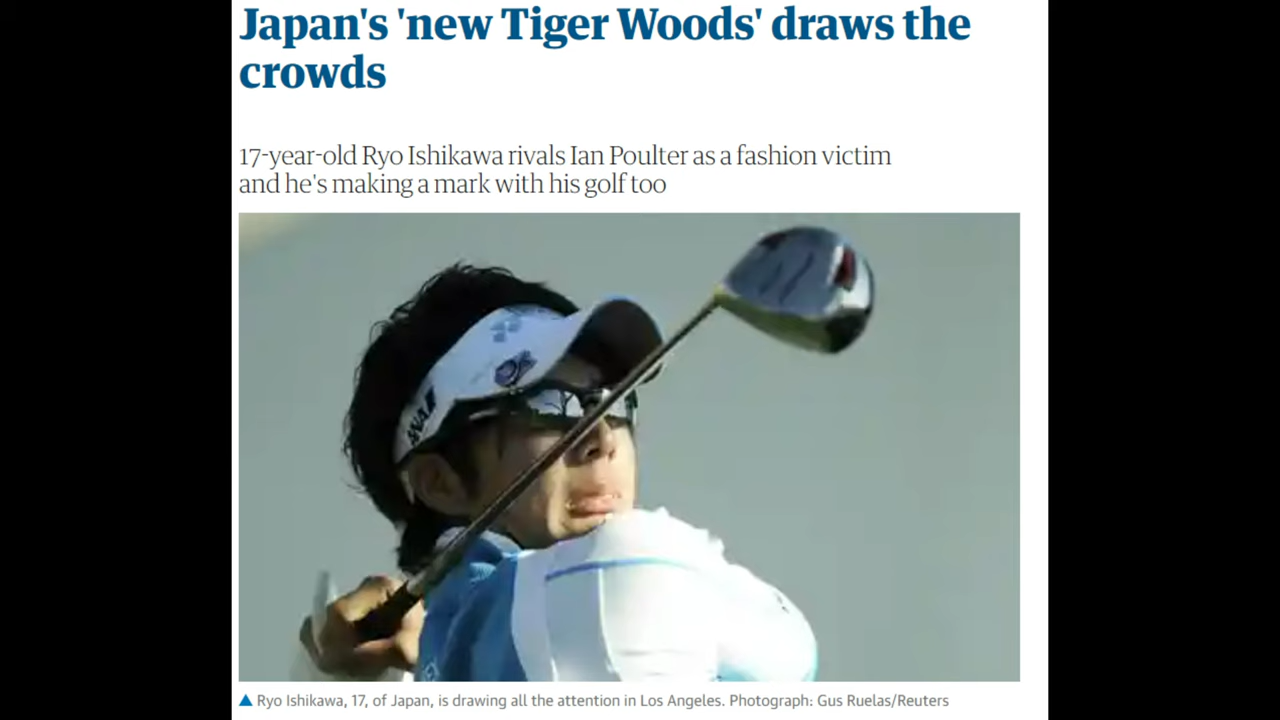 Japan's 'new Tiger Woods' draws the
crowds
17-year-old Ryo Ishikawa rivals Ian Poulter as a fashion victim
and he's making a mark with his golf too
ANA
Ryo Ishikawa, 17, of Japan, is drawing all the attention in Los Angeles. Photograph: Gus Ruelas/Reuters